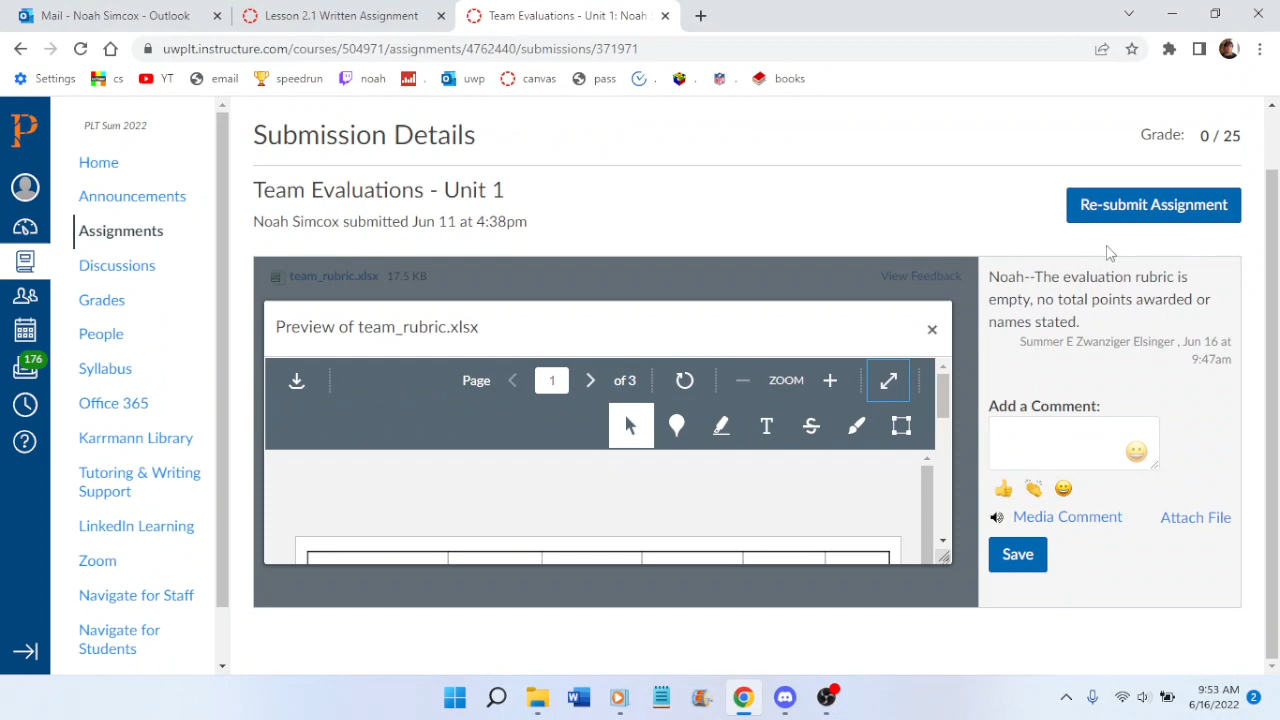 Mail - Noah Simcox - Outlook
Lesson 2.1 Written Assignment
Team Evaluations - Unit 1: Noah
uwplt.instructure.com/courses/504971/assignments/4762440/submissions/371971
Settings
cs
YT
email
speedrun
noah
.
uwp
canvas
pass
.
.
.
books
P
176
PLT Sum 2022
Home
Announcements
Assignments
Discussions
Grades
People
Syllabus
Office 365
Karrmann Library
Tutoring & Writing
Support
LinkedIn Learning
Zoom
Navigate for Staff
Navigate for
Students
Submission Details
Grade: 0 / 25
Team Evaluations - Unit 1
Noah Simcox submitted Jun 11 at 4:38pm
Re-submit Assignment
team_rubric.xlsx 17.5 KB
View Feedback
Preview of team_rubric.xlsx
Page 1 of 3
ZOOM
T
S
Noah--The evaluation rubric is
empty, no total points awarded or
names stated.
Summer E Zwanziger Elsinger , Jun 16 at
9:47am
Add a Comment:
Media Comment
Attach File
Save
W
9:53 AM
6/16/2022
2